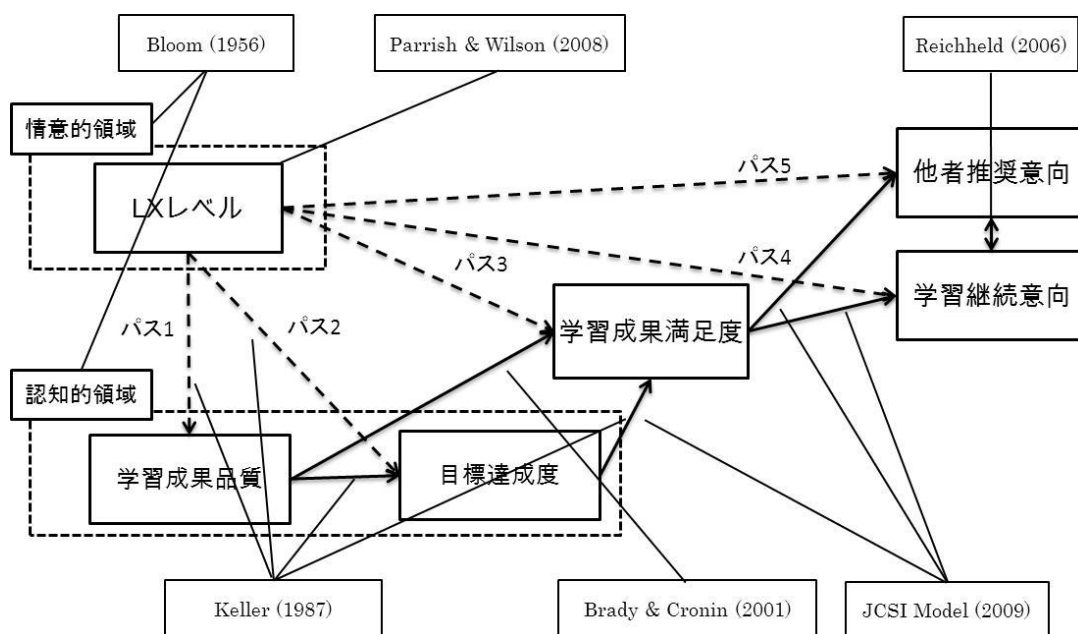 Bloom (1956)
Parrish & Wilson (2008)
Reichheld (2006)
情意的領域
LXレベル
パス5
他者推奨意向
パス4
パス3
学習継続意向
パス1
パス2
学習成果満足度
認知的領域
学習成果品質
目標達成度
Keller (1987)
Brady & Cronin (2001)
JCSI Model (2009)